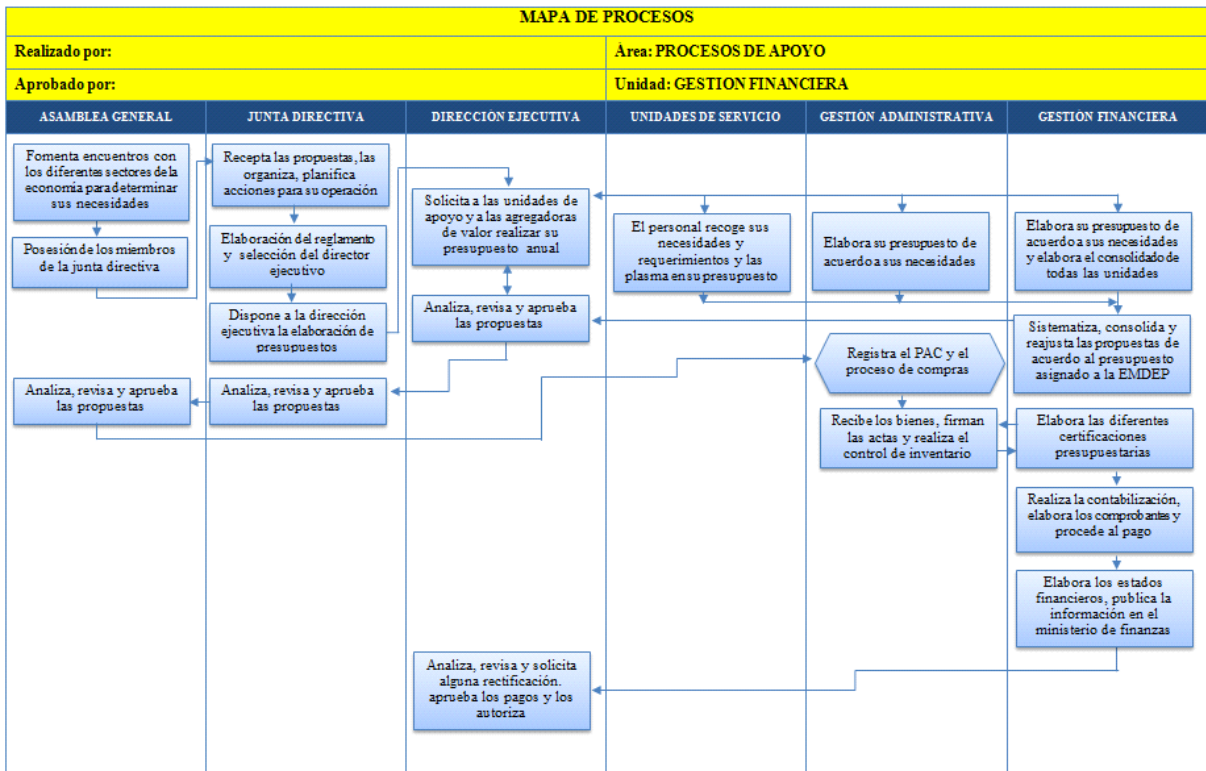 MAPA DE PROCESOS
Realizado por:
Área: PROCESOS DE APOYO
Aprobado por:
Unidad: GESTION FINANCIERA
ASAMBLEA GENERAL
JUNTA DIRECTIVA
DIRECCIÓN EJECUTIVA
UNIDADES DE SERVICIO
GESTIÓN ADMINISTRATIVA
GESTIÓN FINANCIERA
Fomenta encuentros con
los diferentes sectores de la
economía para determinar
sus necesidades
Posesión de los miembros
de la junta directiva
Analiza, revisa y aprueba
las propuestas
Recepta las propuestas, las
organiza, planifica
acciones para su operación
Elaboración del reglamento
y selección del director
ejecutivo
Dispone a la dirección
ejecutiva la elaboración de
presupuestos
Analiza, revisa y aprueba
las propuestas
Solicita a las unidades de
apoyo y a las agregadoras
de valor realizar su
presupuesto anual
Analiza, revisa y aprueba
las propuestas
Analiza, revisa y solicita
alguna rectificación.
aprueba los pagos y los
autoriza
El personal recoge sus
necesidades y
requerimientos y las
plasma en su presupuesto
Elabora su presupuesto de
acuerdo a sus necesidades
Registra el PAC y el
proceso de compras
Recibe los bienes, firman
las actas y realiza el
control de inventario
Elabora su presupuesto de
acuerdo a sus necesidades
y elabora el consolidado de
todas las unidades
Sistematiza, consolida y
reajusta las propuestas de
acuerdo al presupuesto
asignado a la EMDEP
Elabora las diferentes
certificaciones
presupuestarias
Realiza la contabilización,
elabora los comprobantes y
procede al pago
Elabora los estados
financieros, publica la
información en el
ministerio de finanzas